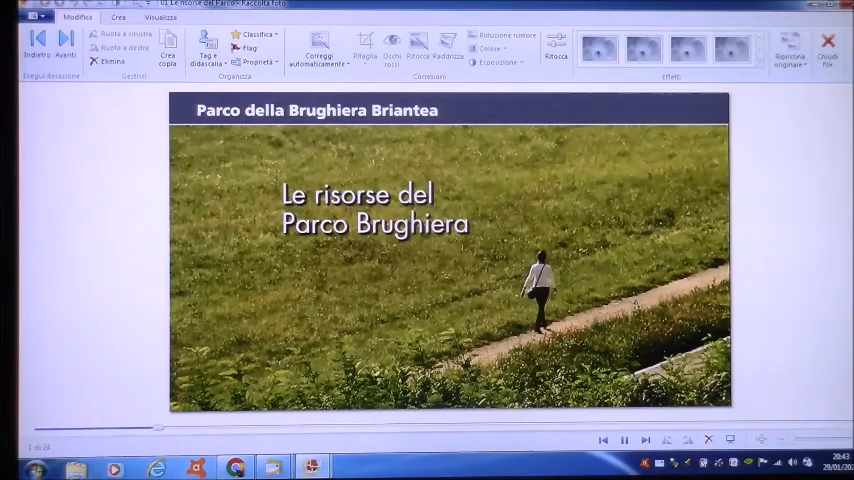 01 Le risorse del Parco - Raccolta foto
Modifica Crea Visualizza
Ruota a sinistra
Ruota a destra
Elimina
Indietro Avanti
Esegui iterazione
Crea copia
Gestisci
Tag e didascalia
Classifica
Flag
Proprietà
Organizza
Correggi automaticamente
Ritaglia
Occhi rossi
Ritocca
Raddrizza
Riduzione rumore
Colore
Esposizione
Correzioni
Ritocca
Effetti
Ripristina originale
Chiudi file
Parco della Brughiera Briantea
Le risorse del
Parco Brughiera
1 di 24
20:43
29/01/20